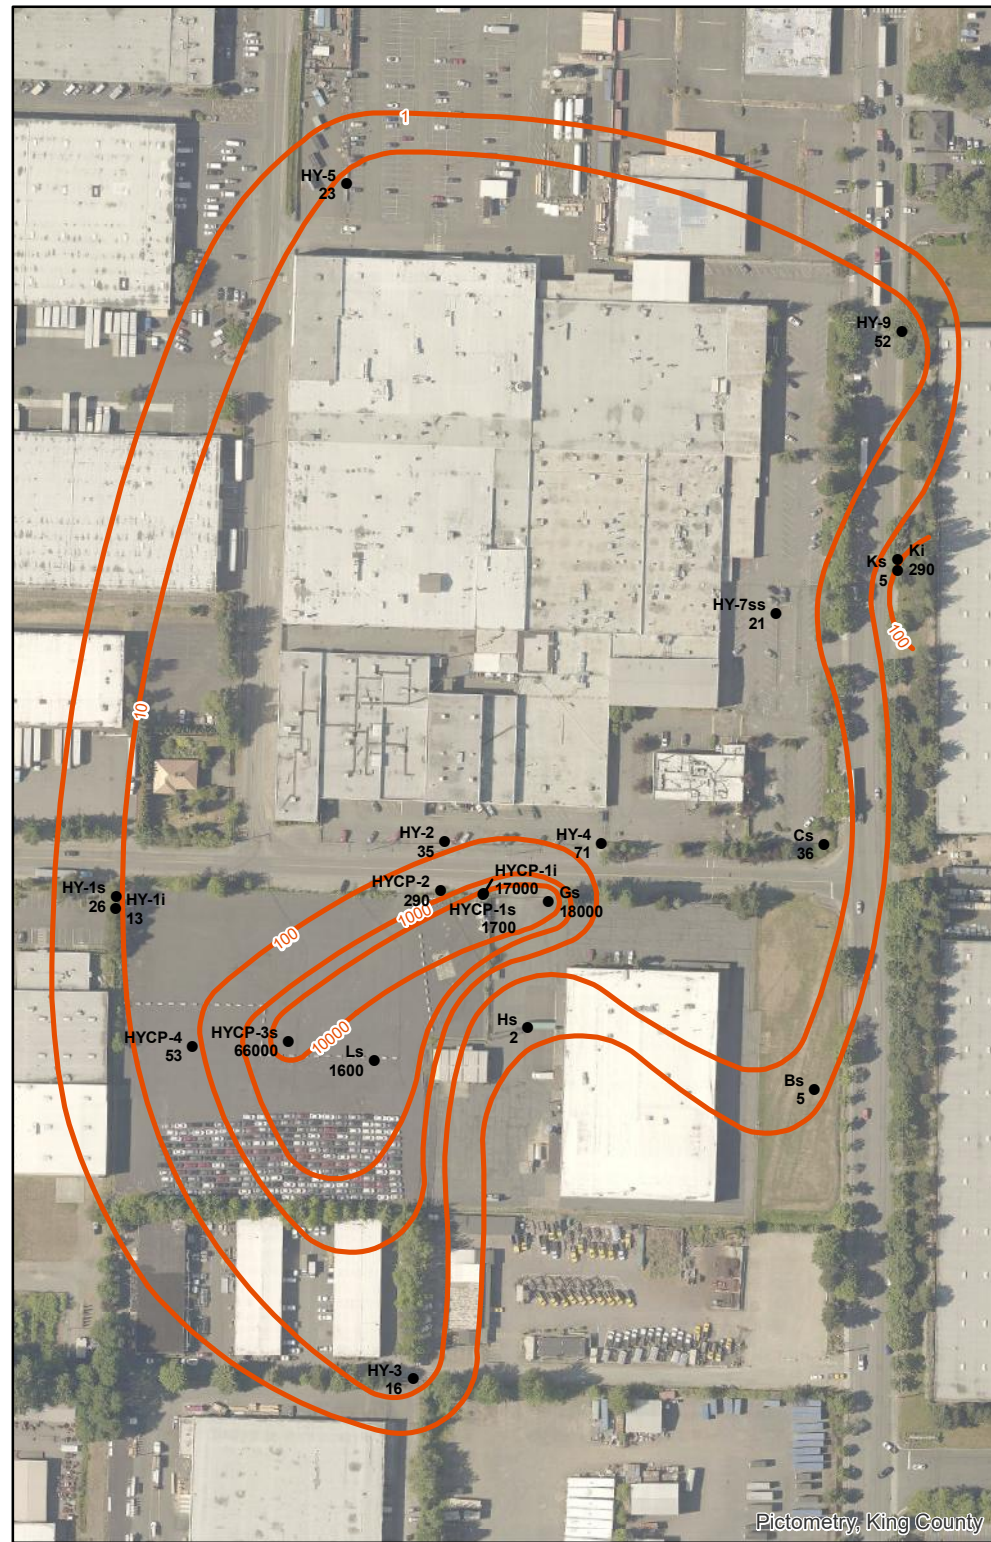 1
HY-5
23
HY-9
52
Ki
Ks
290
5
HY-7ss
21
100
10
HY-2
35
HY-4
71
Cs
36
HYCP-1i
17000
HYCP-2
290
Gs
18000
HY-1s
26
HY-1i
13
HYCP-1s
1700
1000
100
HYCP-4
53
HYCP-3s
66000
10000
Ls
1600
Hs
2
Bs
5
HY-3
16
Pictometry, King County